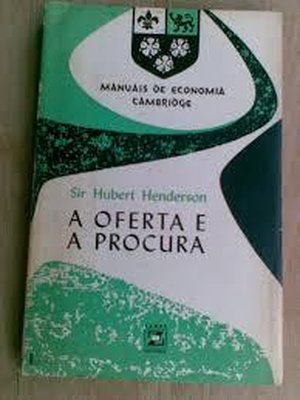 MANUAIS DE ECONOMIA
CAMBRIDGE
Sir Hubert Henderson
A OFERTA E
A PROCURA